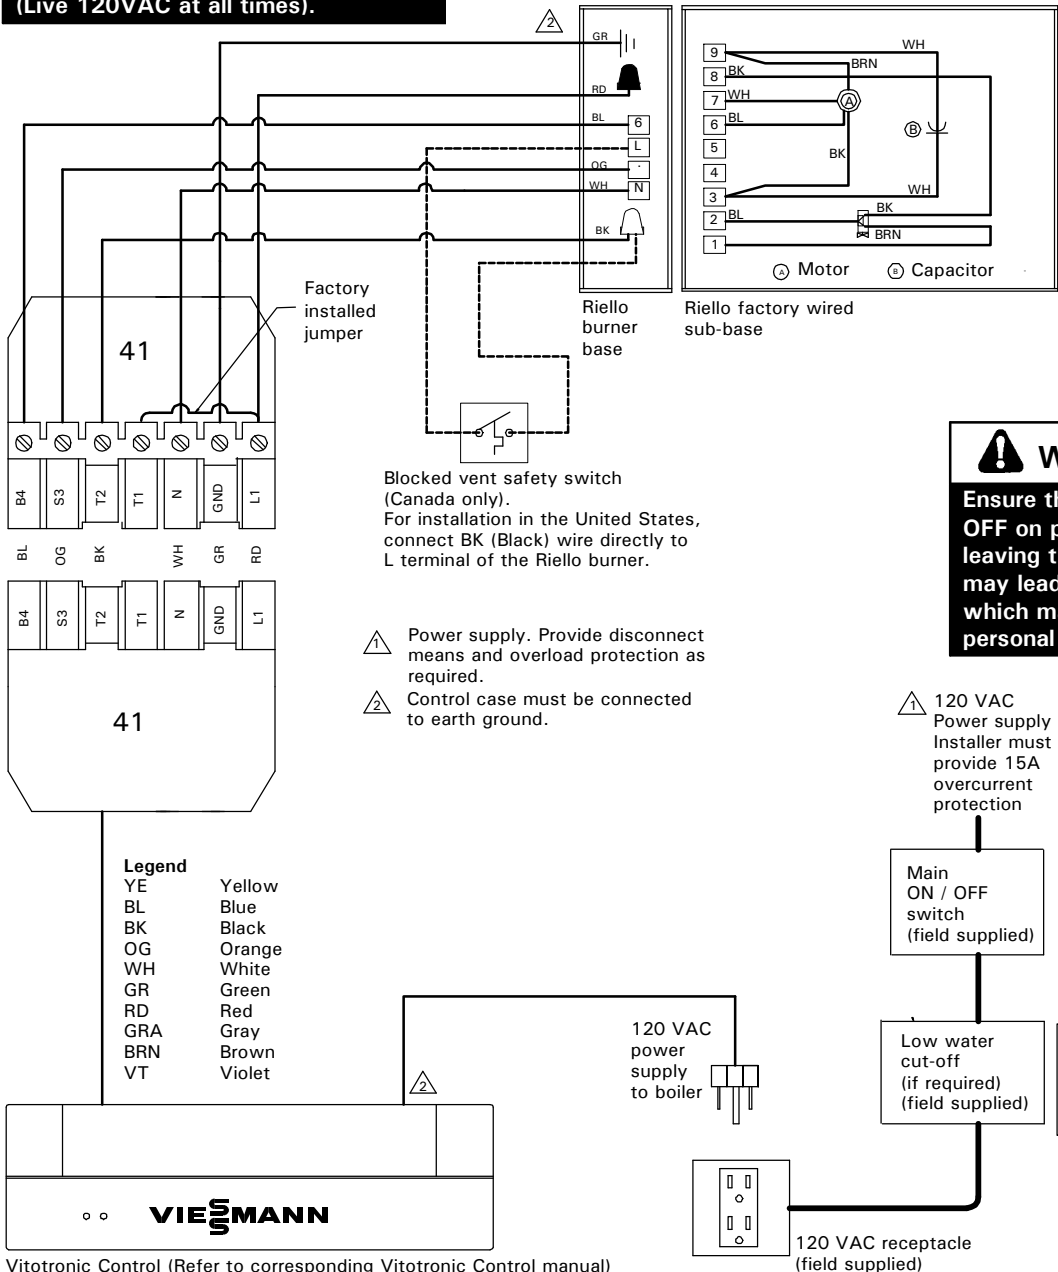 (Live 120VAC at all times).
2
GR
RD
BL
6
L
OG
WH
N
BK
Riello
burner
base
9
8
7
6
5
4
3
2
1
WH
BRN
BK
WH
A
BL
B
BK
WH
BK
BL
BRN
A Motor
B Capacitor
Riello factory wired
sub-base
Factory
installed
jumper
41
B4 S3 T2 T1 N GND L1
BL OG BK WH GR RD
B4 S3 T2 T1 N GND L1
41
Blocked vent safety switch
(Canada only).
For installation in the United States,
connect BK (Black) wire directly to
L terminal of the Riello burner.
1 Power supply. Provide disconnect
means and overload protection as
required.
2 Control case must be connected
to earth ground.
W
Ensure th
OFF on p
leaving t
may lead
which m
personal
1 120 VAC
Power supply
Installer must
provide 15A
overcurrent
protection
Main
ON / OFF
switch
(field supplied)
Low water
cut-off
(if required)
(field supplied)
Legend
YE Yellow
BL Blue
BK Black
OG Orange
WH White
GR Green
RD Red
GRA Gray
BRN Brown
VT Violet
2
120 VAC
power
supply
to boiler
VIESSMANN
120 VAC receptacle
(field supplied)
Vitotronic Control (Refer to corresponding Vitotronic Control manual)